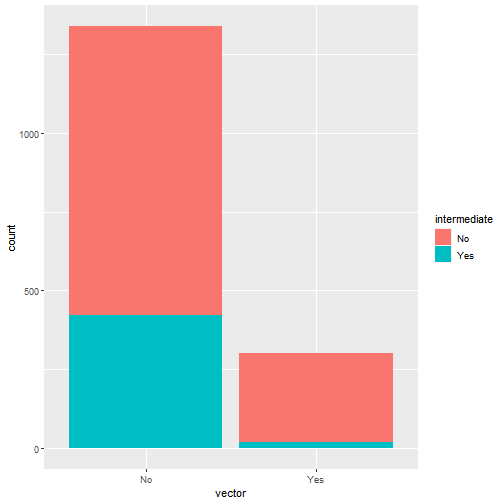 1000
500
0
count
No
Yes
vector
intermediate
No
Yes